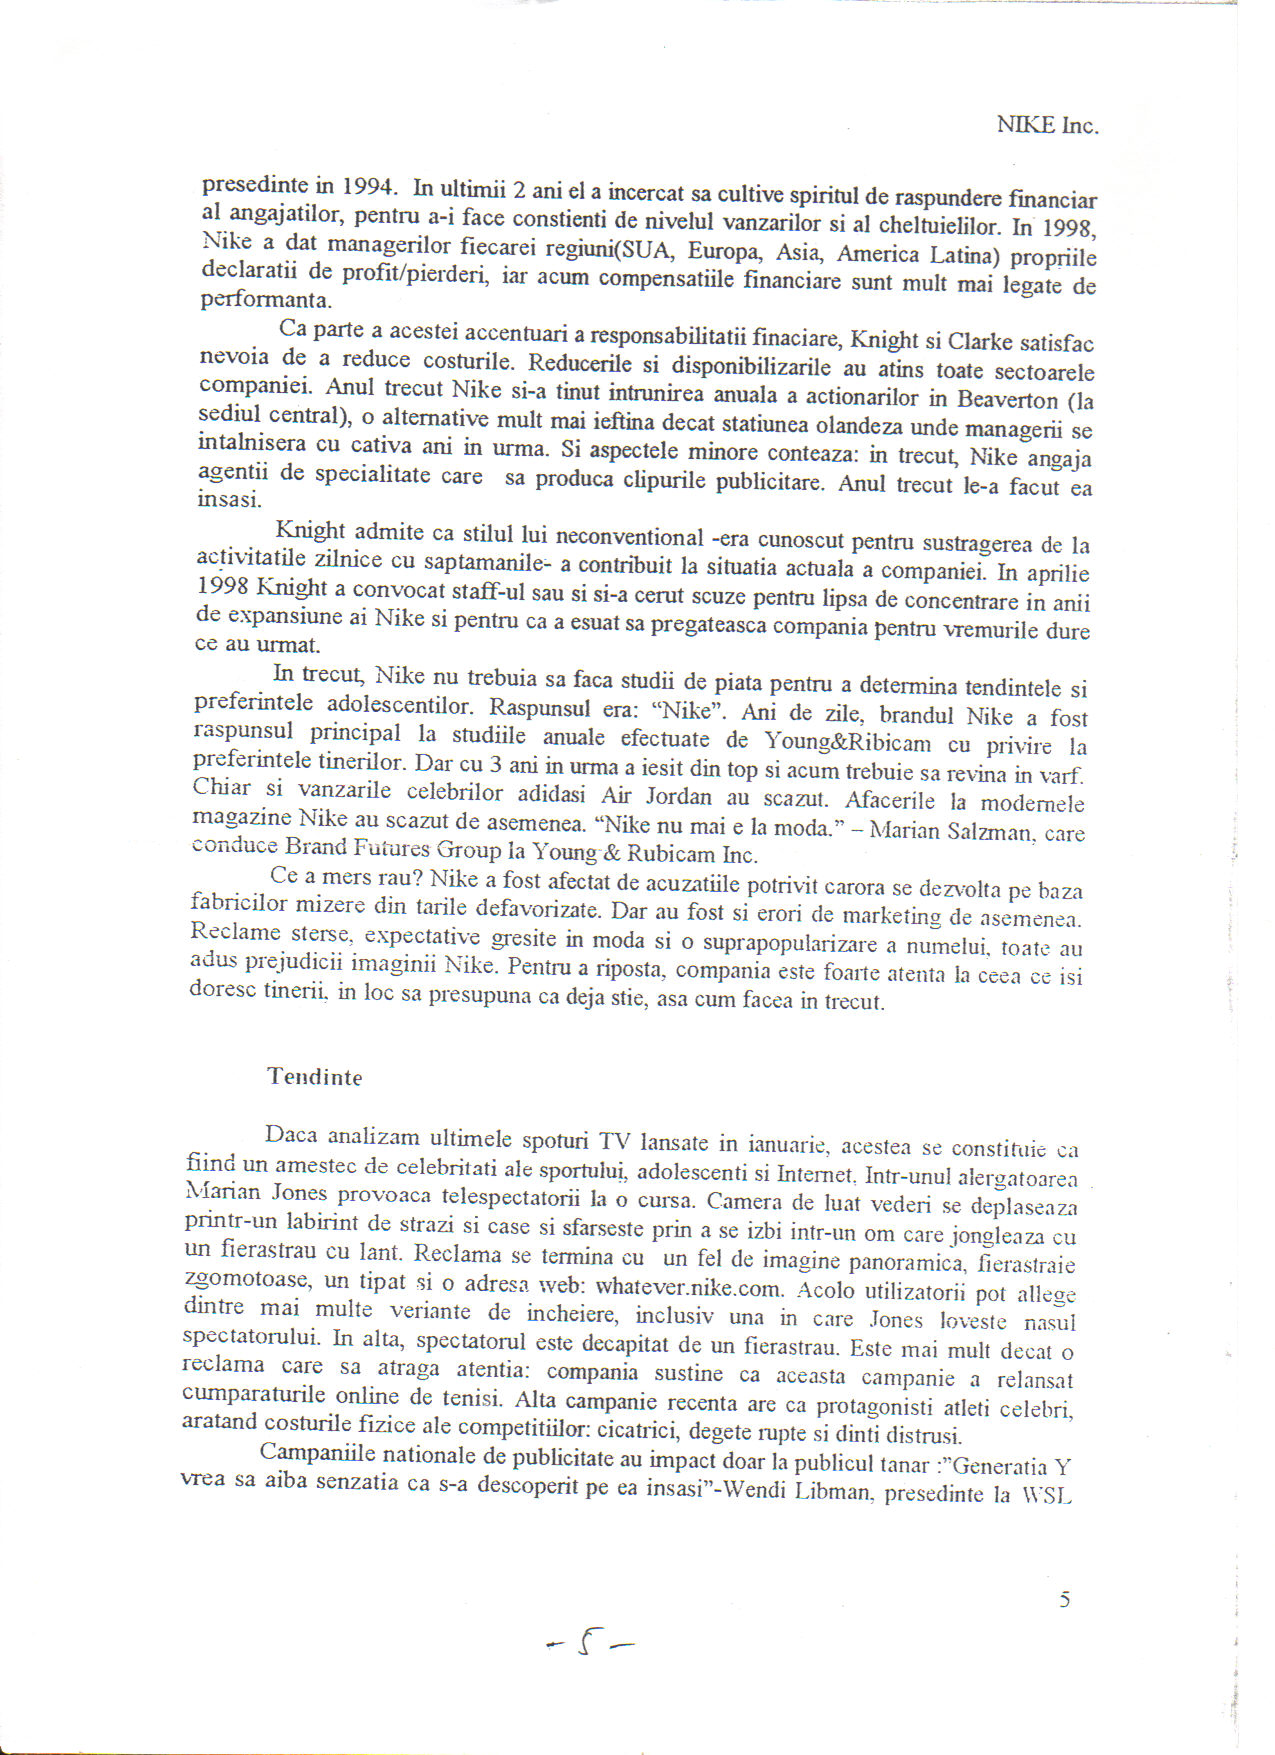 NIKE Inc.
presedinte in 1994. In ultimii 2 ani el a incercat sa cultive spiritul de raspundere financiar
al angajatilor, pentru a-i face constienti de nivelul vanzarilor si al cheltuielilor. In 1998,
Nike a dat managerilor fiecarei regiuni(SUA, Europa, Asia, America Latina) propriile
declaratii de profit/pierderi, iar acum compensatiile financiare sunt mult mai legate de
performanta.
Ca parte a acestei accentuari a responsabilitatii finaciare, Knight si Clarke satisfac
nevoia de a reduce costurile. Reducerile si disponibilizarile au atins toate sectoarele
companiei. Anul trecut Nike si-a tinut intrunirea anuala a actionarilor in Beaverton (la
sediul central), o alternative mult mai ieftina decat statiunea olandeza unde managerii se
intalnisera cu cativa ani in urma. Si aspectele minore conteaza: in trecut, Nike angaja
agentii de specialitate care sa produca clipurile publicitare. Anul trecut le-a facut ea
insasi.
Knight admite ca stilul lui neconventional -era cunoscut pentru sustragerea de la
activitatile zilnice cu saptamanile- a contribuit la situatia actuala a companiei. In aprilie
1998 Knight a convocat staff-ul sau si si-a cerut scuze pentru lipsa de concentrare in anii
de expansiune ai Nike si pentru ca a esuat sa pregateasca compania pentru vremurile dure
ce au urmat.
In trecut, Nike nu trebuia sa faca studii de piata pentru a determina tendintele si
preferintele adolescentilor. Raspunsul era: “Nike”. Ani de zile, brandul Nike a fost
raspunsul principal la studiile anuale efectuate de Young&Ribicam cu privire la
preferintele tinerilor. Dar cu 3 ani in urma a iesit din top si acum trebuie sa revina in varf.
Chiar si vanzarile celebrilor adidasi Air Jordan au scazut. Afacerile la modernele
magazine Nike au scazut de asemenea. “Nike nu mai e la moda.” – Marian Salzman, care
conduce Brand Futures Group la Young & Rubicam Inc.
Ce a mers rau? Nike a fost afectat de acuzatiile potrivit carora se dezvolta pe baza
fabricilor mizere din tarile defavorizate. Dar au fost si erori de marketing de asemenea.
Reclame sterse, expectative gresite in moda si o suprapopularizare a numelui, toate au
adus prejudicii imaginii Nike. Pentru a riposta, compania este foarte atenta la ceea ce isi
doresc tinerii, in loc sa presupuna ca deja stie, asa cum facea in trecut.
Tendinte
Daca analizam ultimele spoturi TV lansate in ianuarie, acestea se constituie ca
fiind un amestec de celebritati ale sportului, adolescenti si Internet. Intr-unul alergatoarea
Marian Jones provoaca telespectatorii la o cursa. Camera de luat vederi se deplaseaza
printr-un labirint de strazi si case si sfarseste prin a se izbi intr-un om care jongleaza cu
un fierastrau cu lant. Reclama se termina cu un fel de imagine panoramica, fierastraie
zgomotoase, un tipat si o adresa web: whatever.nike.com. Acolo utilizatorii pot allege
dintre mai multe veriante de incheiere, inclusiv una in care Jones loveste nasul
spectatorului. In alta, spectatorul este decapitat de un fierastrau. Este mai mult decat o
reclama care sa atraga atentia: compania sustine ca aceasta campanie a relansat
cumparaturile online de tenisi. Alta campanie recenta are ca protagonisti atleti celebri,
aratand costurile fizice ale competitiilor: cicatrici, degete rupte si dinti distrusi.
Campaniile nationale de publicitate au impact doar la publicul tanar :”Generatia Y
vrea sa aiba senzatia ca s-a descoperit pe ea insasi”-Wendi Libman, presedinte la WSL
5
- 5 -